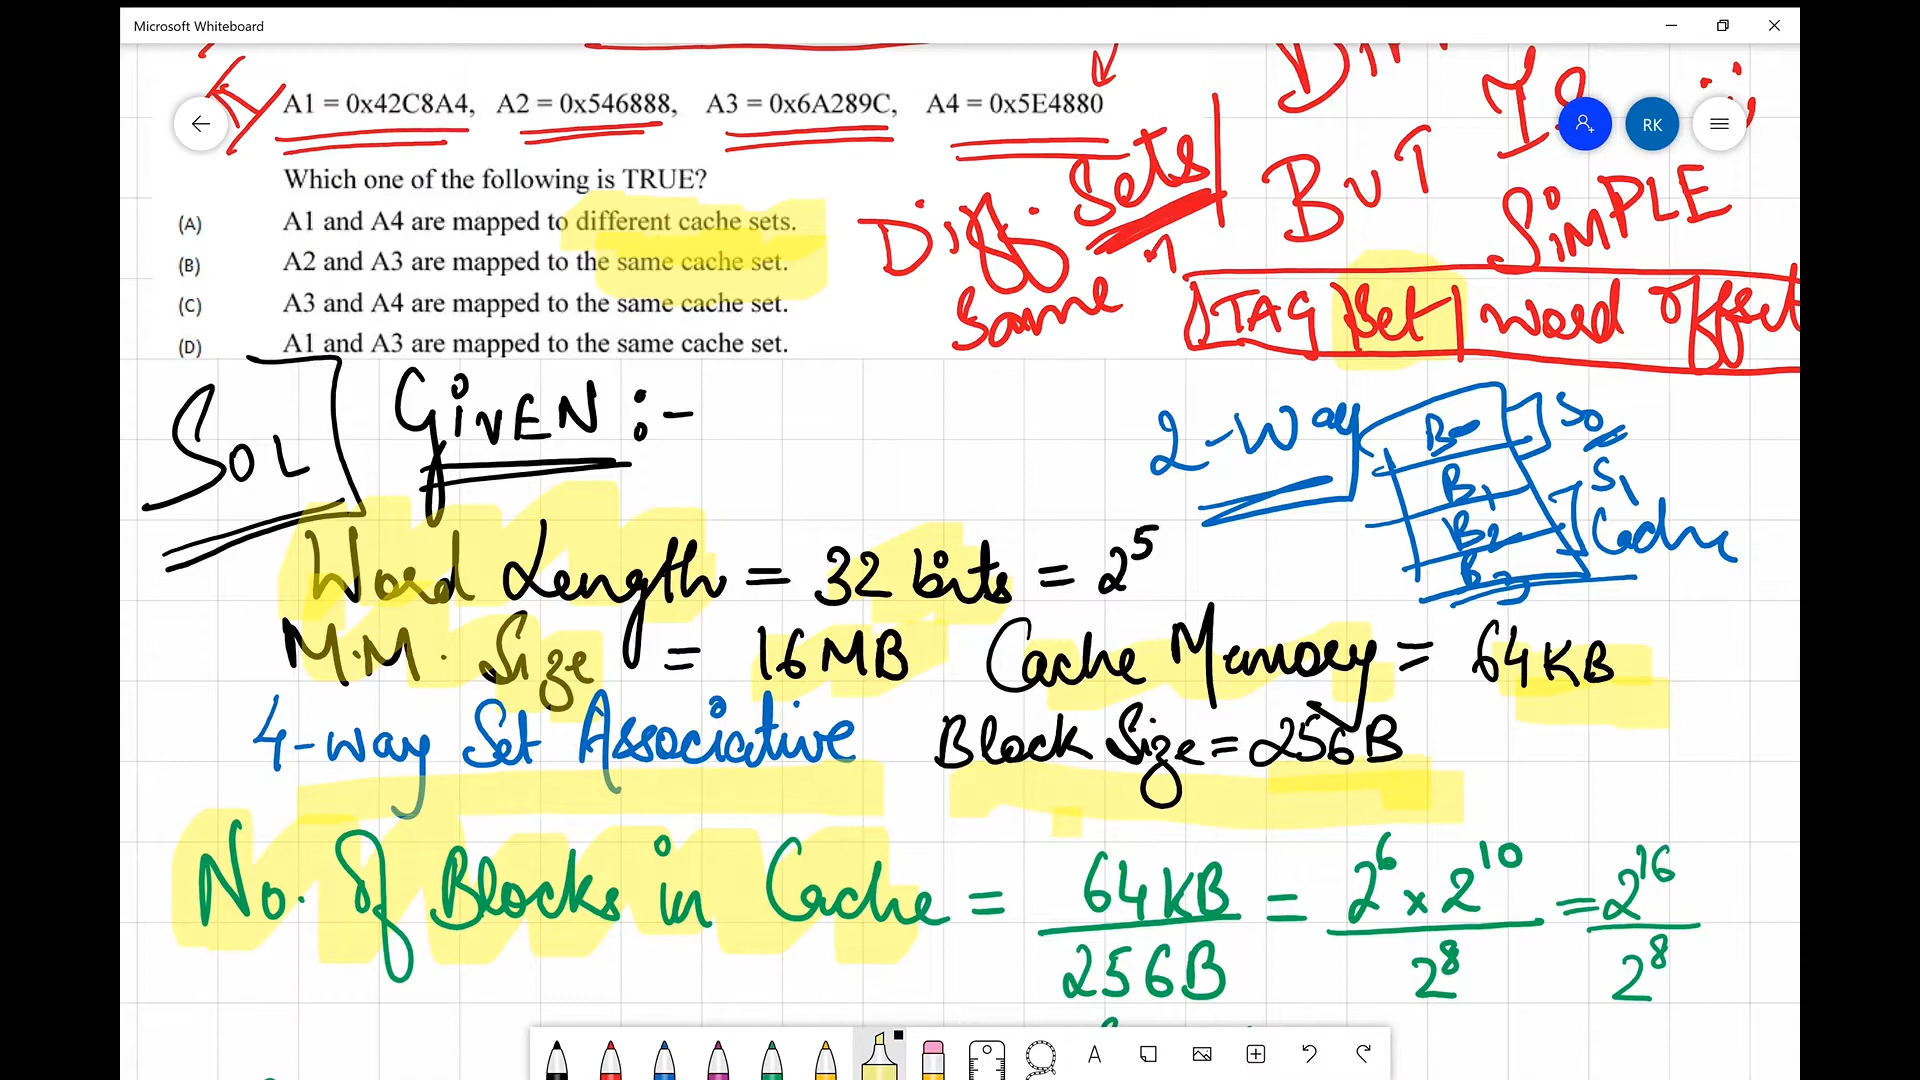 Microsoft Whiteboard
A1 = 0x42C8A4, A2 = 0x546888, A3 = 0x6A289C, A4 = 0x5E4880
RK
Which one of the following is TRUE?
(A) A1 and A4 are mapped to different cache sets.
(B) A2 and A3 are mapped to the same cache set.
(C) A3 and A4 are mapped to the same cache set.
(D) A1 and A3 are mapped to the same cache set.
Diff. Sets
Same
BUT
SIMPLE
TAG Set Word Offset
SOL GIVEN :-
2-Way
B0 S0
B1 S1
B2 Cache
B3
Word Length = 32 bits = 2^5
M.M. Size = 16 MB Cache Memory = 64 KB
4-way Set Associative Block Size = 256B
No. of Blocks in Cache = 64KB / 256B = 2^6 x 2^10 / 2^8 = 2^16 / 2^8
A